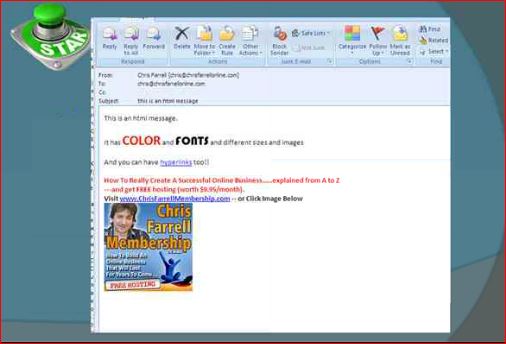 START
Reply Reply to All Forward Delete Move to Folder Create Rule Other Actions Block Sender Safe Lists Not Junk Categorize Follow Up Mark as Unread Find Related Select
Respond Actions Junk E-mail Options Find
From: Chris Farrell [chris@chrisfarrellonline.com]
To: chris@chrisfarrellonline.com
Cc:
Subject: this is an html message
This is an html message.
It has COLOR and FONTS and different sizes and images
And you can have hyperlinks too!!
How To Really Create A Successful Online Business.....explained from A to Z
---and get FREE hosting (worth $9.95/month).
Visit www.ChrisFarrellMembership.com -- or Click Image Below
Chris
Farrell
Membership
How To Build An
Online Business
That Will Last
For Years To Come...
FREE HOSTING